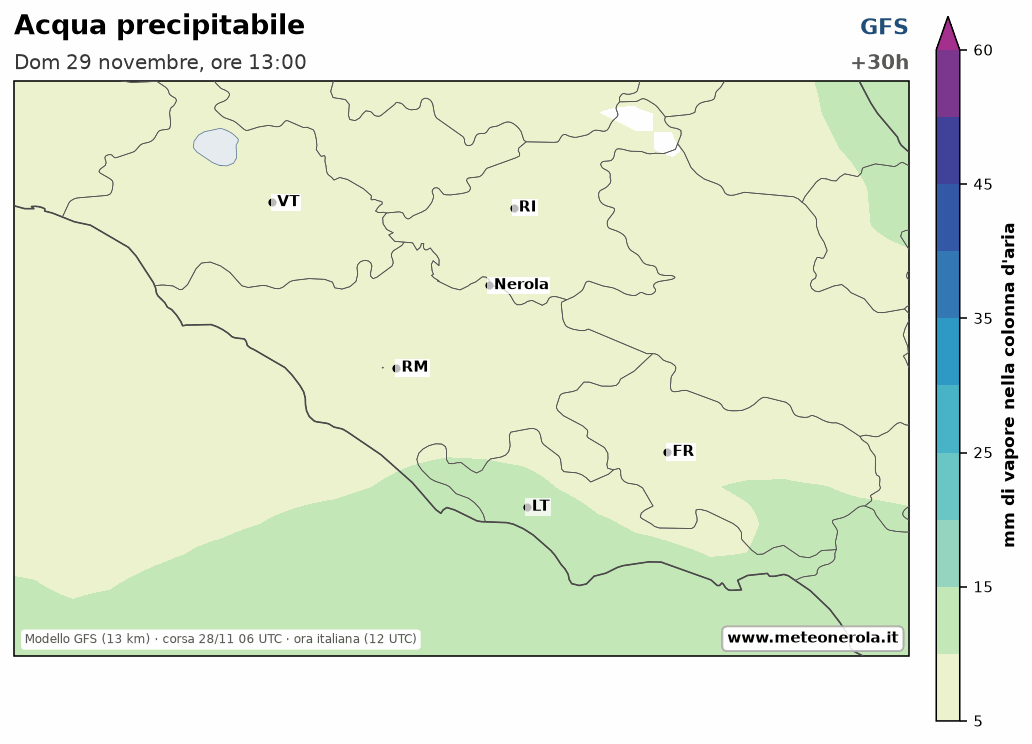 Acqua precipitabile
GFS
Dom 29 novembre, ore 13:00
+30h
VT
RI
Nerola
RM
FR
LT
Modello GFS (13 km) · corsa 28/11 06 UTC · ora italiana (12 UTC)
www.meteonerola.it
60
45
35
25
15
5
mm di vapore nella colonna d'aria